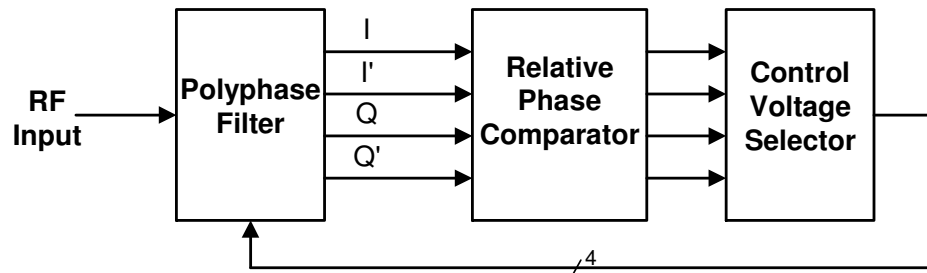 RF
Input
Polyphase
Filter
I
I'
Q
Q'
Relative
Phase
Comparator
Control
Voltage
Selector
4